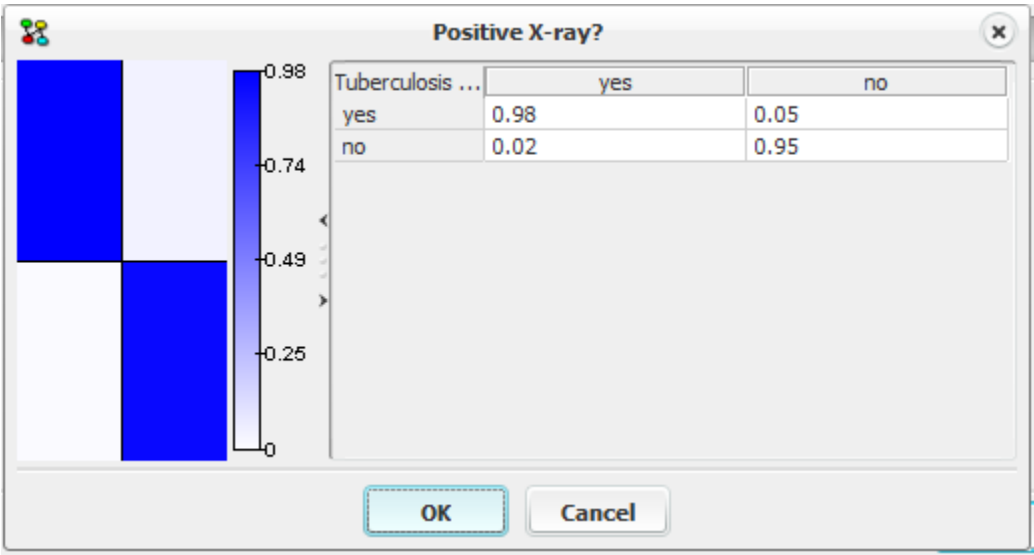 Positive X-ray?
0.98
0.74
0.49
0.25
0
Tuberculosis ... yes no
yes 0.98 0.05
no 0.02 0.95
OK Cancel